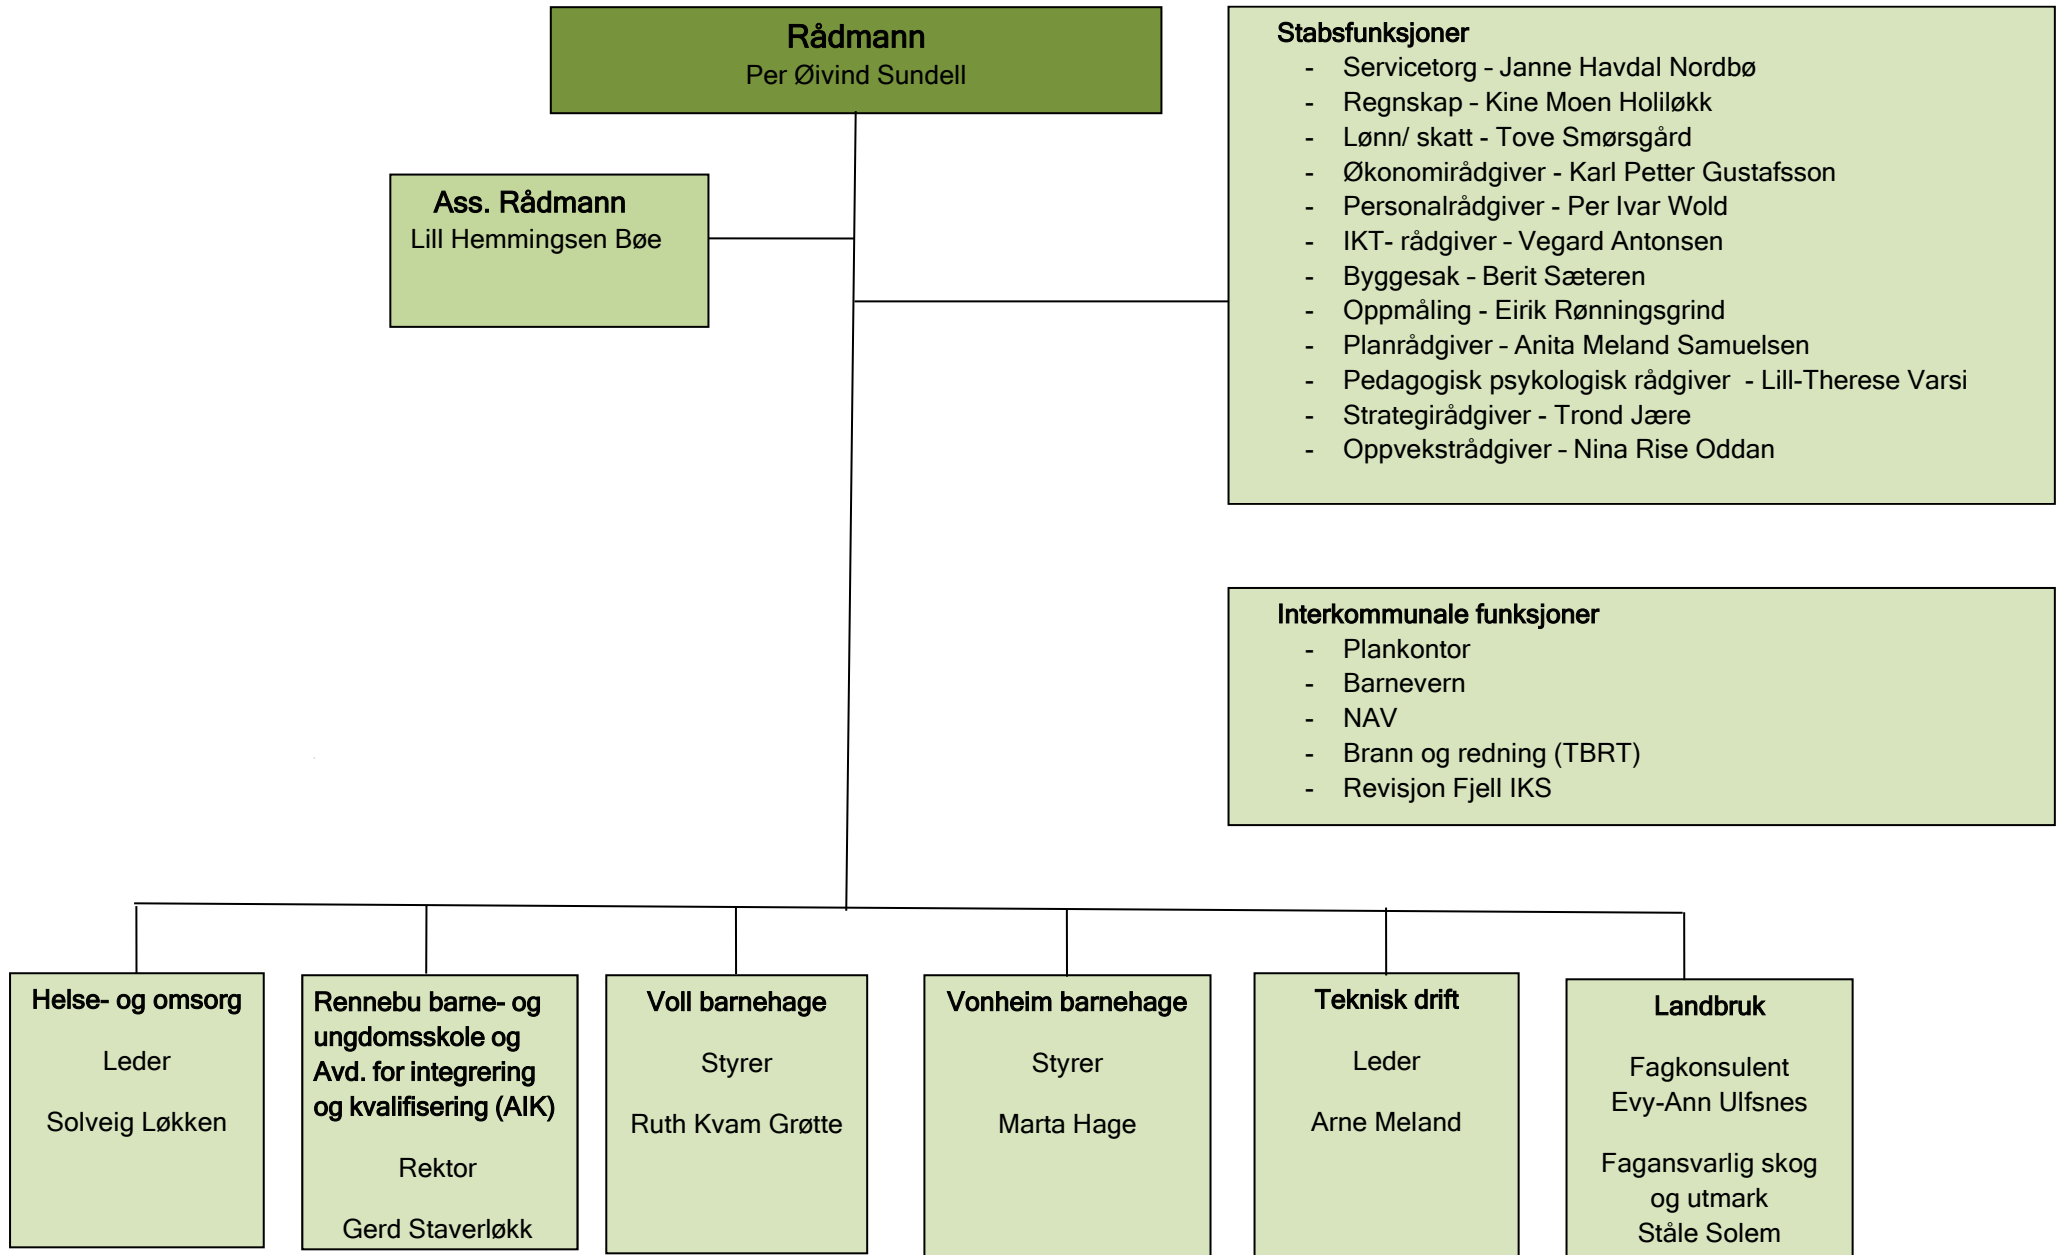 Rådmann
Per Øivind Sundell
Ass. Rådmann
Lill Hemmingsen Bøe
Stabsfunksjoner
- Servicetorg – Janne Havdal Nordbø
- Regnskap – Kine Moen Holiløkk
- Lønn/ skatt - Tove Smørsgård
- Økonomirådgiver - Karl Petter Gustafsson
- Personalrådgiver - Per Ivar Wold
- IKT- rådgiver – Vegard Antonsen
- Byggesak – Berit Sæteren
- Oppmåling - Eirik Rønningsgrind
- Planrådgiver – Anita Meland Samuelsen
- Pedagogisk psykologisk rådgiver - Lill-Therese Varsi
- Strategirådgiver - Trond Jære
- Oppvekstrådgiver – Nina Rise Oddan
Interkommunale funksjoner
- Plankontor
- Barnevern
- NAV
- Brann og redning (TBRT)
- Revisjon Fjell IKS
Helse- og omsorg
Leder
Solveig Løkken
Rennebu barne- og
ungdomsskole og
Avd. for integrering
og kvalifisering (AIK)
Rektor
Gerd Staverløkk
Voll barnehage
Styrer
Ruth Kvam Grøtte
Vonheim barnehage
Styrer
Marta Hage
Teknisk drift
Leder
Arne Meland
Landbruk
Fagkonsulent
Evy-Ann Ulfsnes
Fagansvarlig skog
og utmark
Ståle Solem